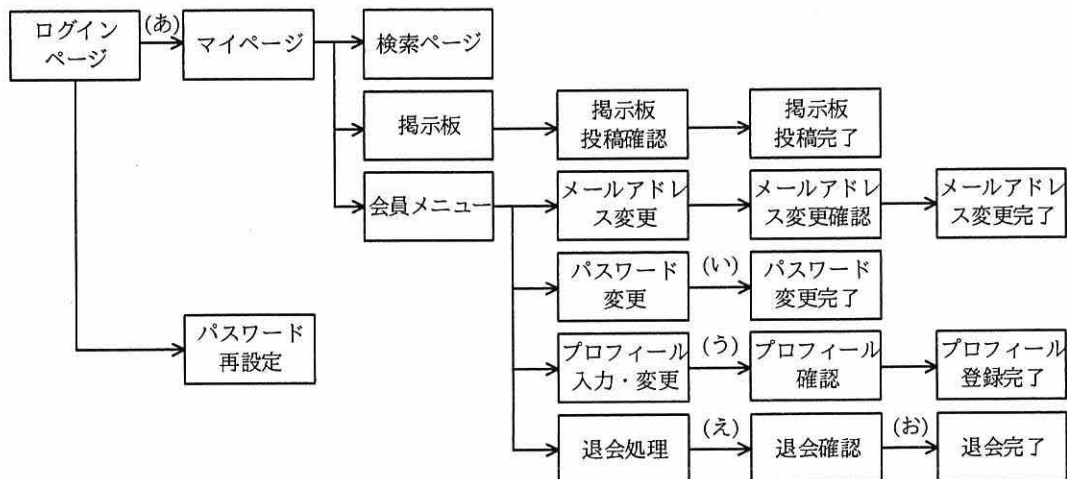 ログイン
ページ
(あ)
マイページ
検索ページ
掲示板
掲示板
投稿確認
掲示板
投稿完了
会員メニュー
メールアドレ
ス変更
メールアドレ
ス変更確認
メールアドレ
ス変更完了
パスワード
変更
(い)
パスワード
変更完了
パスワード
再設定
プロフィール
入力・変更
(う)
プロフィール
確認
プロフィール
登録完了
退会処理
(え)
退会確認
(お)
退会完了